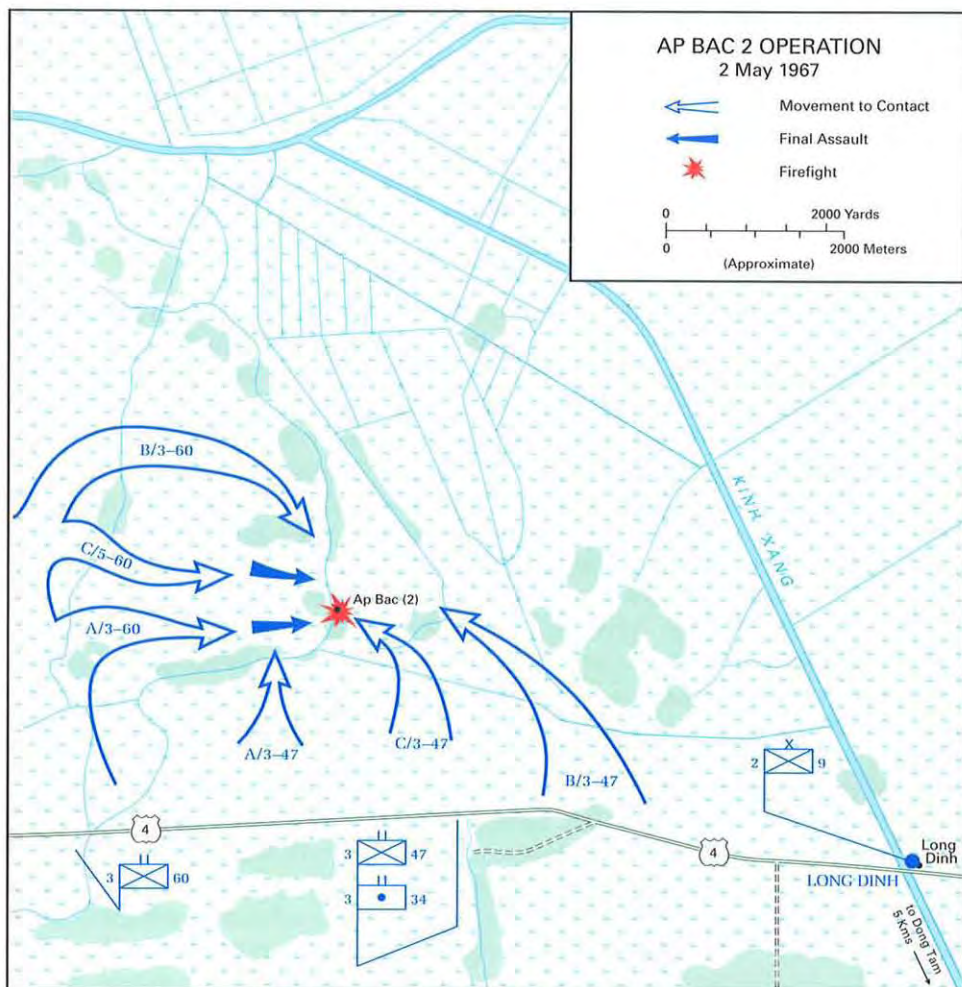 AP BAC 2 OPERATION
2 May 1967
Movement to Contact
Final Assault
Firefight
0 2000 Yards
0 2000 Meters
(Approximate)
B/3–60
C/5–60
Ap Bac (2)
A/3–60
KINH XANG
A/3–47
C/3–47
B/3–47
X
2 9
4
4
Long
Dinh
LONG DINH
3 60
3 47
3 34
to Dong Tam
5 Kms